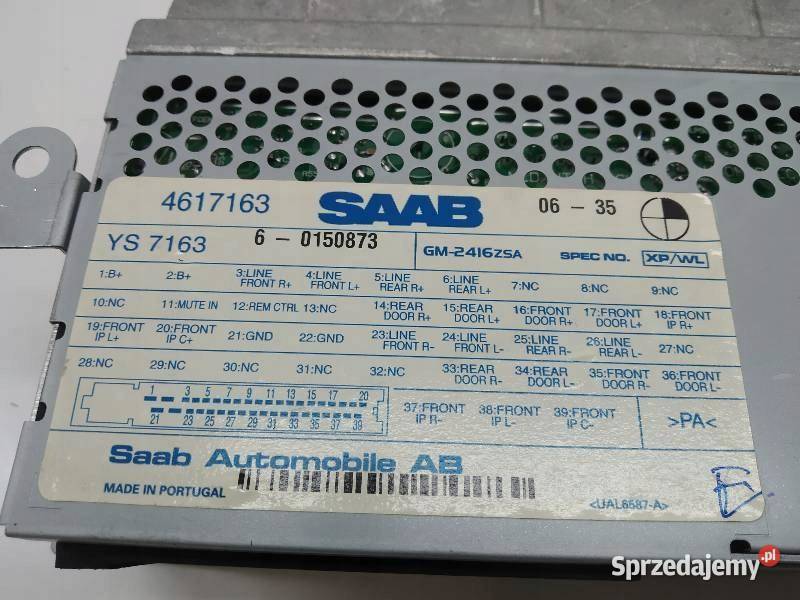 4617163 SAAB 06 - 35
YS 7163 6 - 0150873 GM-2416ZSA SPEC NO. XP/WL
1:B+ 2:B+ 3:LINE FRONT R+ 4:LINE FRONT L+ 5:LINE REAR R+ 6:LINE REAR L+ 7:NC 8:NC 9:NC
10:NC 11:MUTE IN 12:REM CTRL 13:NC 14:REAR DOOR R+ 15:REAR DOOR L+ 16:FRONT DOOR R+ 17:FRONT DOOR L+ 18:FRONT IP R+
19:FRONT IP L+ 20:FRONT IP C+ 21:GND 22:GND 23:LINE FRONT R- 24:LINE FRONT L- 25:LINE REAR R- 26:LINE REAR L- 27:NC
28:NC 29:NC 30:NC 31:NC 32:NC 33:REAR DOOR R- 34:REAR DOOR L- 35:FRONT DOOR R- 36:FRONT DOOR L-
1 3 5 7 9 11 13 15 17 20
21 23 25 27 29 31 33 35 37 39
37:FRONT IP R- 38:FRONT IP L- 39:FRONT IP C- >PA<
Saab Automobile AB
MADE IN PORTUGAL <UAL6587-A>
Sprzedajemy.pl